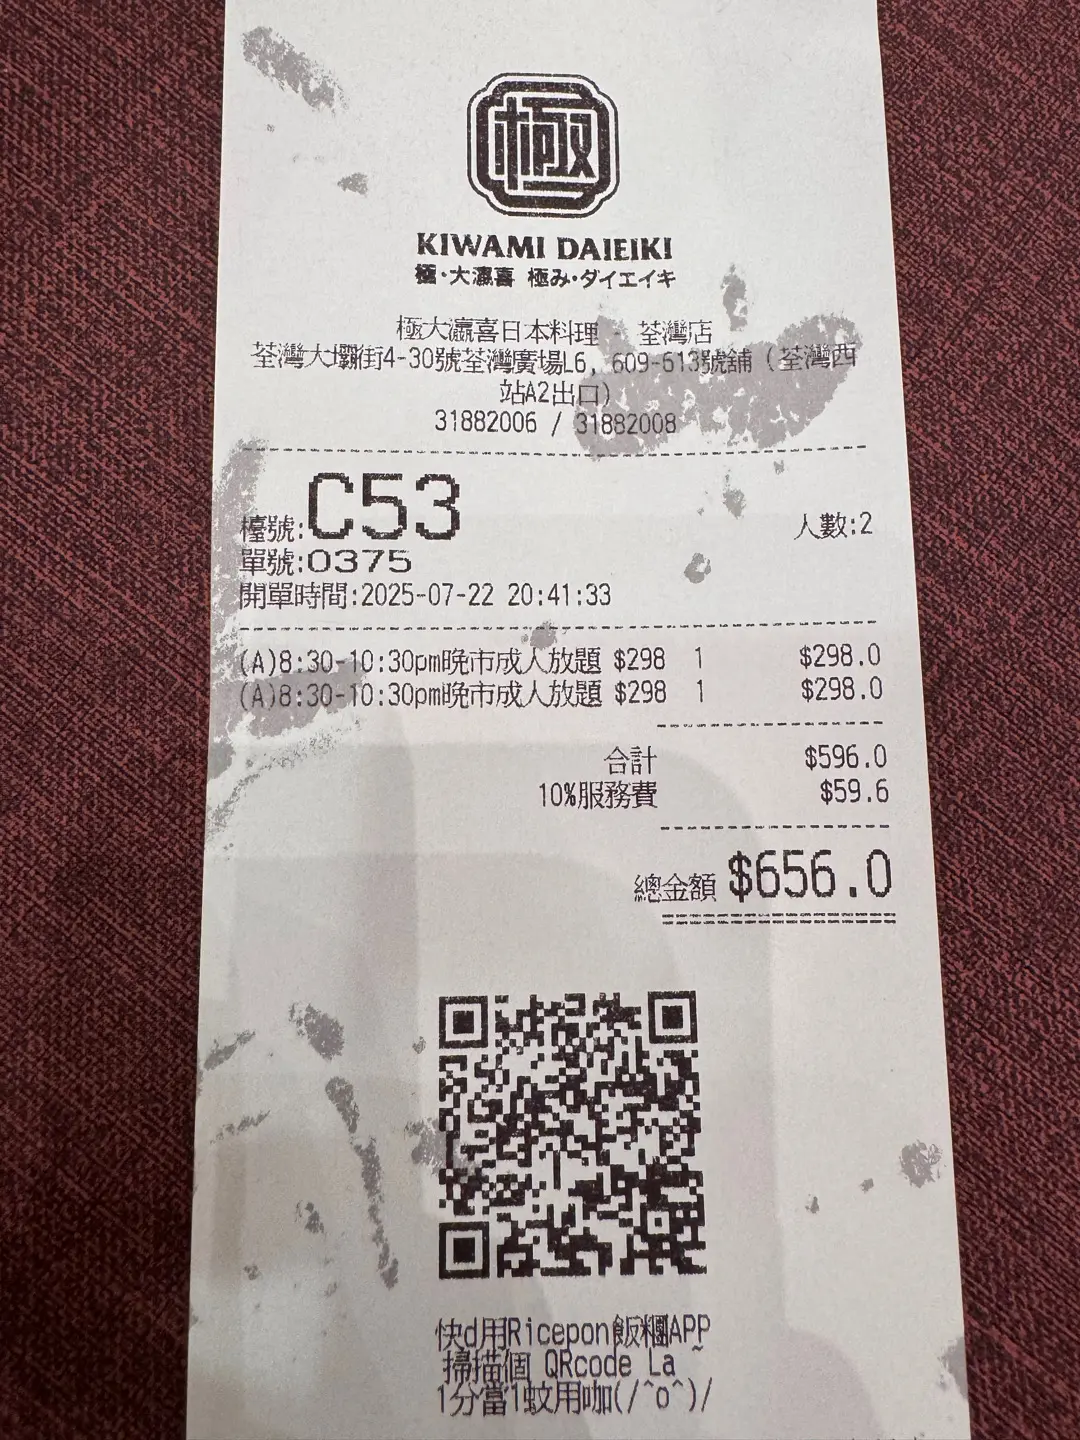 極
KIWAMI DAIEIKI
極·大瀛喜 極み·ダイエイキ
極大瀛喜日本料理 - 荃灣店
荃灣大壩街4-30號荃灣廣場L6, 609-613號舖 (荃灣西
站A2出口)
31882006 / 31882008
檯號:C53 人數:2
單號:0375
開單時間:2025-07-22 20:41:33
(A)8:30-10:30pm晚市成人放題 $298 1 $298.0
(A)8:30-10:30pm晚市成人放題 $298 1 $298.0
合計 $596.0
10%服務費 $59.6
總金額 $656.0
快d用Ricepon飯糰APP
掃描個 QRcode La ~
1分當1蚊用咖(/^o^)/